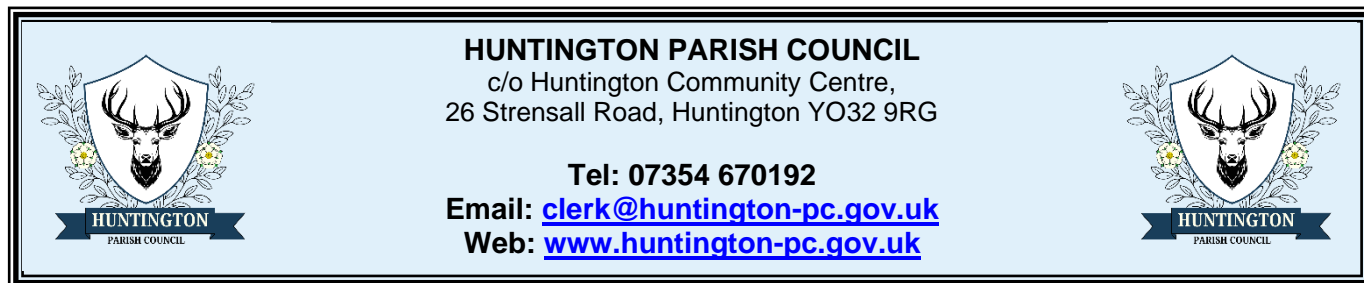 HUNTINGTON PARISH COUNCIL
c/o Huntington Community Centre,
26 Strensall Road, Huntington YO32 9RG
Tel: 07354 670192
Email: clerk@huntington-pc.gov.uk
Web: www.huntington-pc.gov.uk
HUNTINGTON
PARISH COUNCIL
HUNTINGTON
PARISH COUNCIL